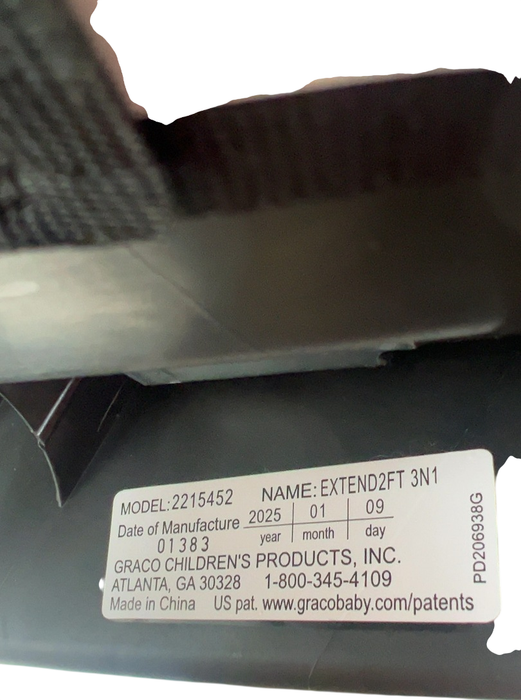 MODEL: 2215452 NAME: EXTEND2FT 3N1
Date of Manufacture 2025 01 09
01383 year month day
GRACO CHILDREN'S PRODUCTS, INC.
ATLANTA, GA 30328 1-800-345-4109
Made in China US pat. www.gracobaby.com/patents
PD206938G